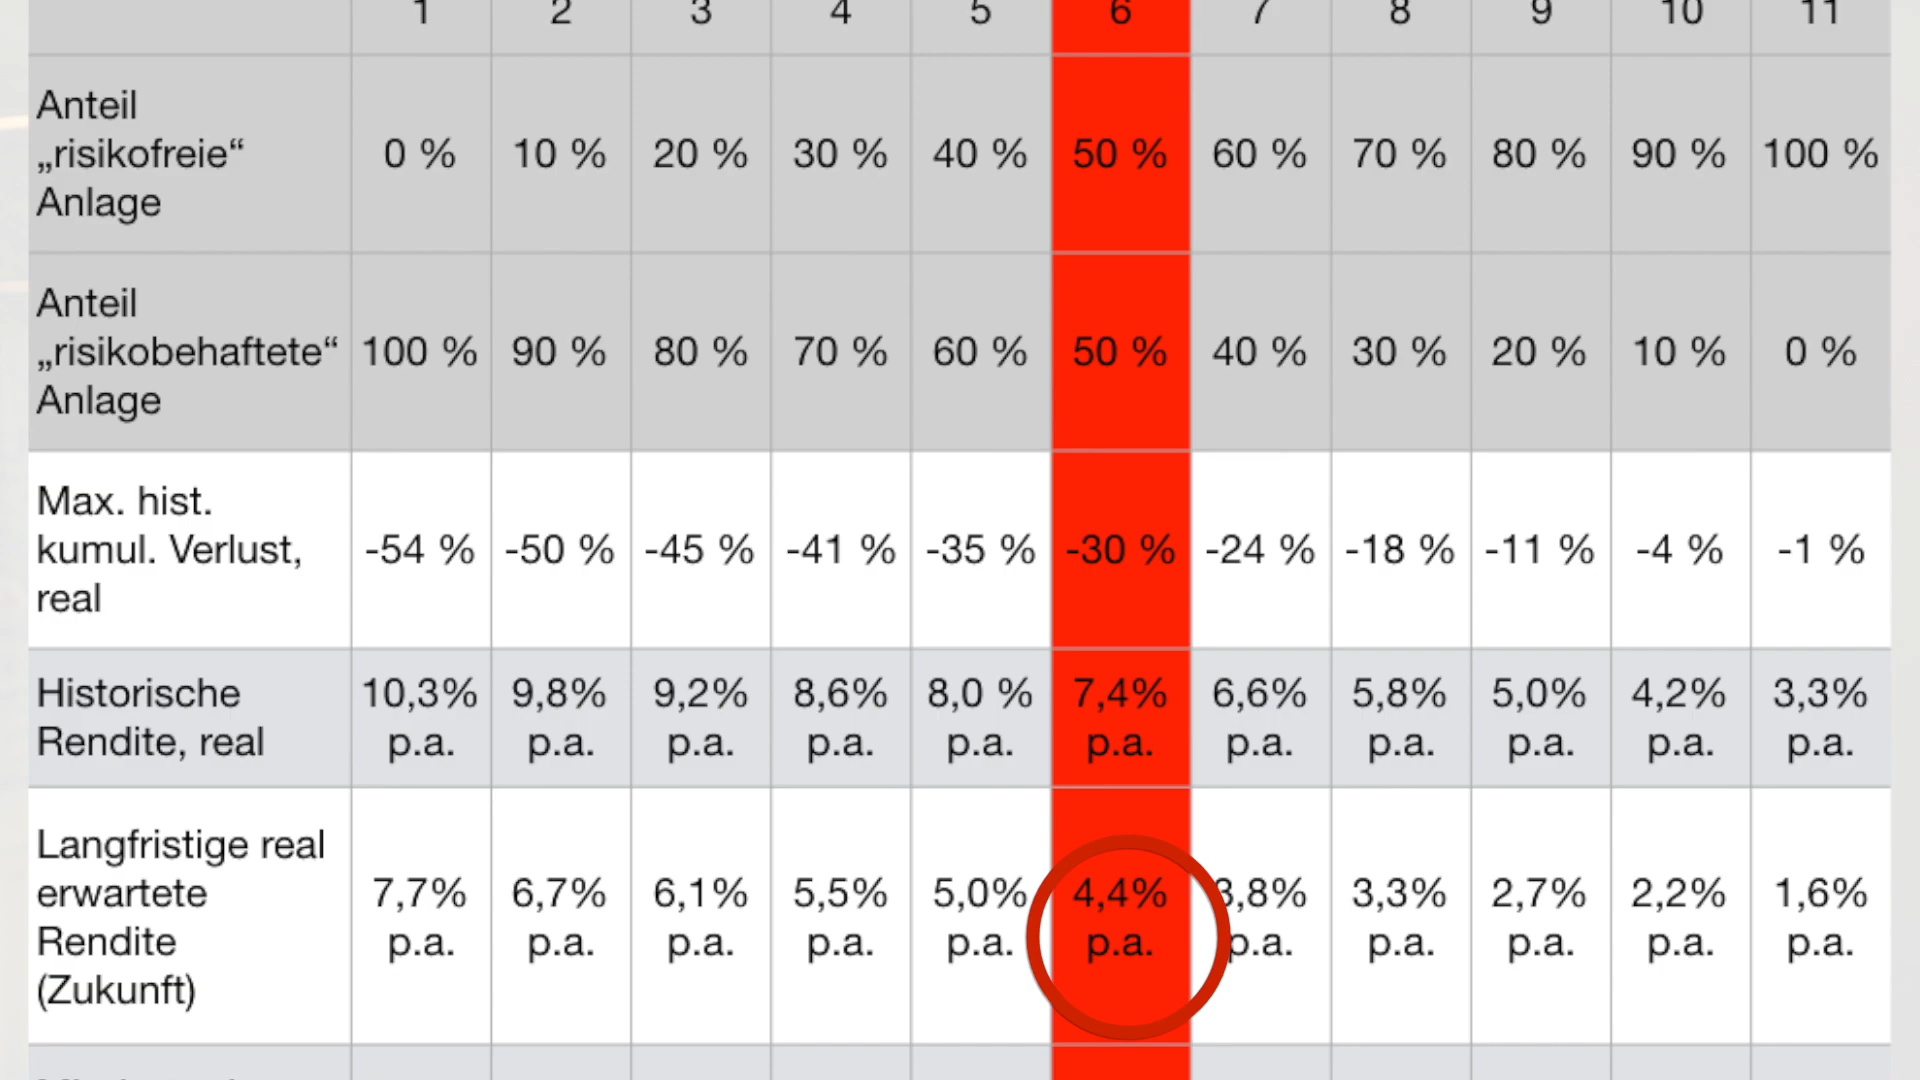 1 2 3 4 5 6 7 8 9 10 11
Anteil
„risikofreie“
Anlage
0 % 10 % 20 % 30 % 40 % 50 % 60 % 70 % 80 % 90 % 100 %
Anteil
„risikobehaftete“
Anlage
100 % 90 % 80 % 70 % 60 % 50 % 40 % 30 % 20 % 10 % 0 %
Max. hist.
kumul. Verlust,
real
-54 % -50 % -45 % -41 % -35 % -30 % -24 % -18 % -11 % -4 % -1 %
Historische
Rendite, real
10,3% 9,8% 9,2% 8,6% 8,0 % 7,4% 6,6% 5,8% 5,0% 4,2% 3,3%
p.a. p.a. p.a. p.a. p.a. p.a. p.a. p.a. p.a. p.a. p.a.
Langfristige real
erwartete
Rendite
(Zukunft)
7,7% 6,7% 6,1% 5,5% 5,0% 4,4% 3,8% 3,3% 2,7% 2,2% 1,6%
p.a. p.a. p.a. p.a. p.a. p.a. p.a. p.a. p.a. p.a. p.a.